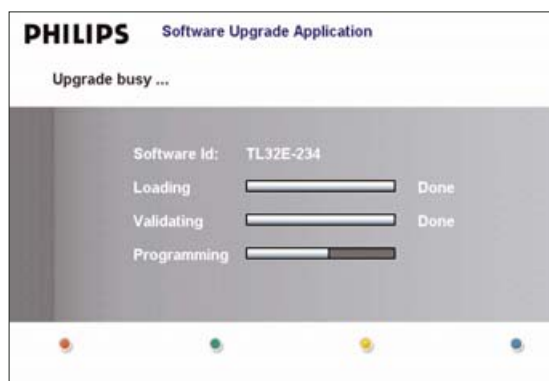 PHILIPS Software Upgrade Application
Upgrade busy ...
Software Id: TL32E-234
Loading Done
Validating Done
Programming